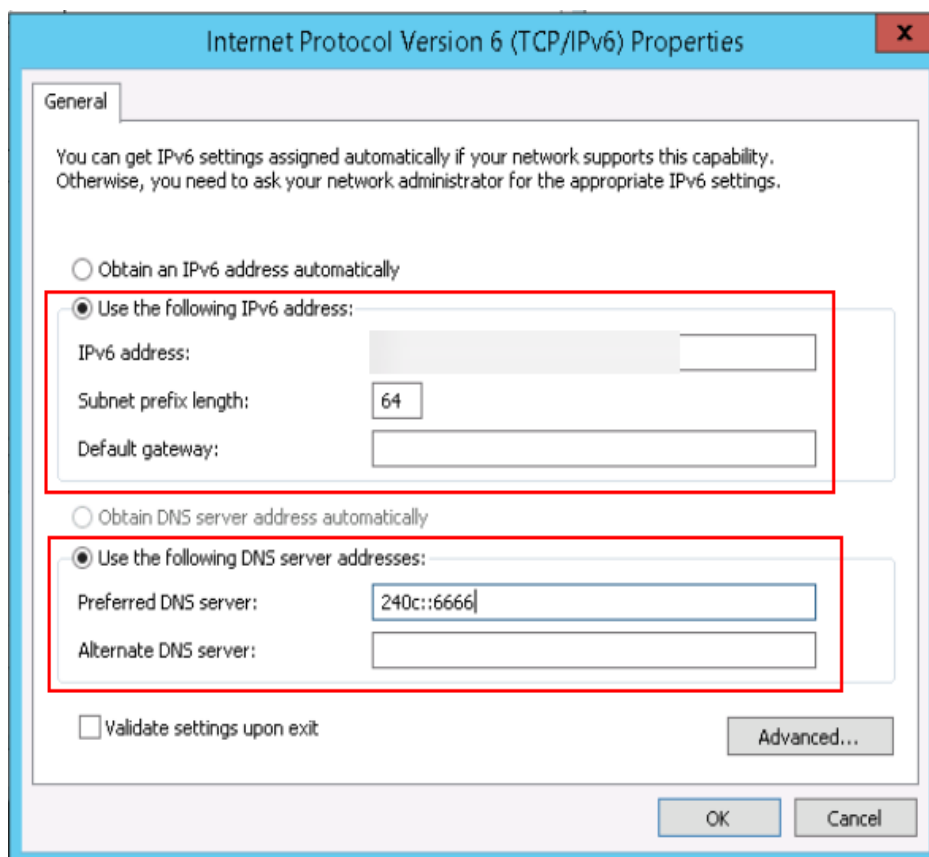 Internet Protocol Version 6 (TCP/IPv6) Properties
x
General
You can get IPv6 settings assigned automatically if your network supports this capability.
Otherwise, you need to ask your network administrator for the appropriate IPv6 settings.
Obtain an IPv6 address automatically
Use the following IPv6 address:
IPv6 address:
Subnet prefix length: 64
Default gateway:
Obtain DNS server address automatically
Use the following DNS server addresses:
Preferred DNS server: 240c::6666
Alternate DNS server:
Validate settings upon exit
Advanced...
OK Cancel